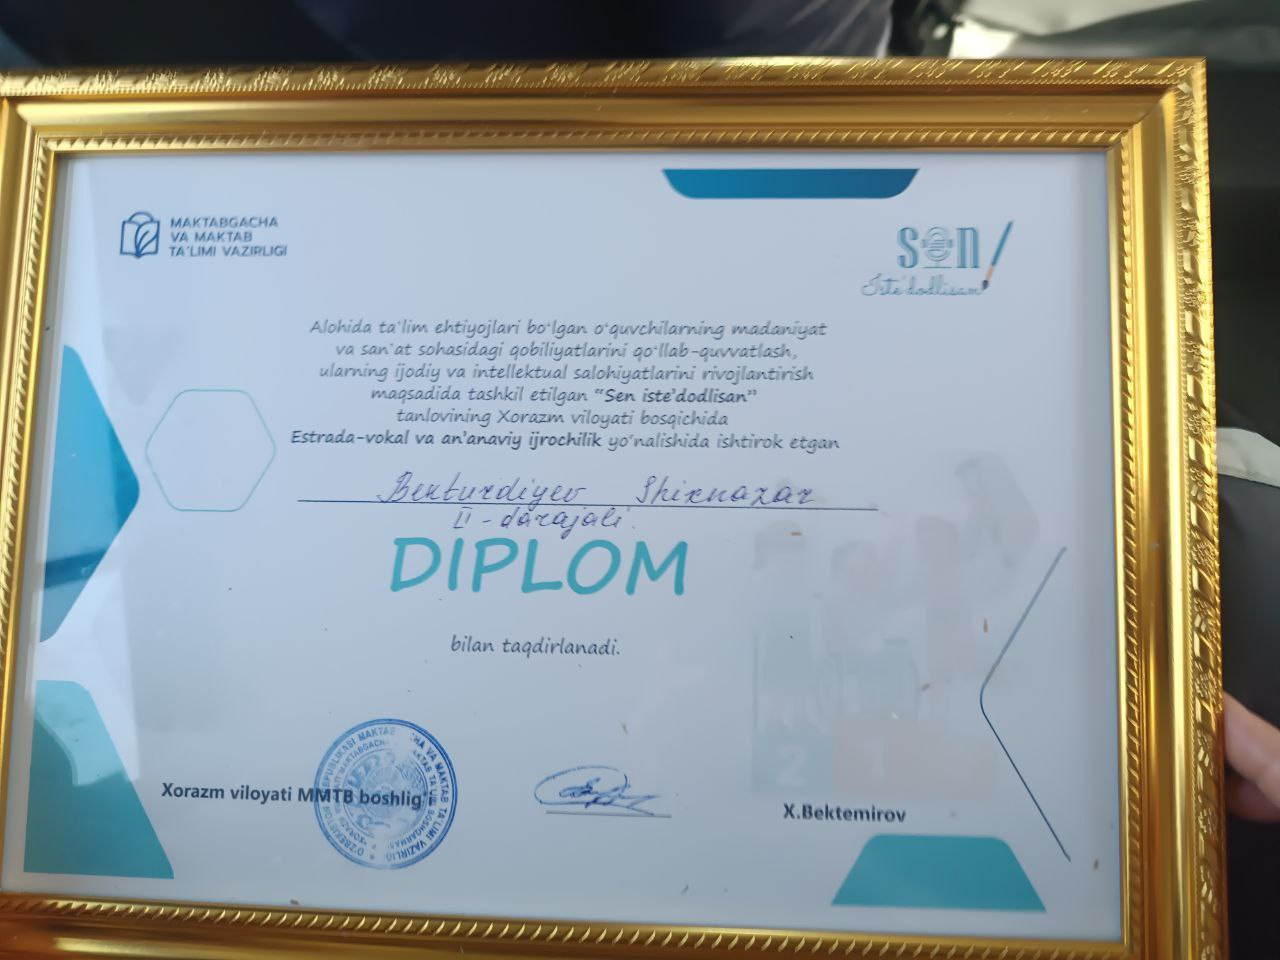 MAKTABGACHA
VA MAKTAB
TA'LIMI VAZIRLIGI
SEN
Iste'dodlisan
Alohida ta'lim ehtiyojlari bo'lgan o'quvchilarning madaniyat
va san'at sohasidagi qobiliyatlarini qo'llab-quvvatlash,
ularning ijodiy va intellektual salohiyatlarini rivojlantirish
maqsadida tashkil etilgan “Sen iste'dodlisan”
tanlovining Xorazm viloyati bosqichida
Estrada-vokal va an'anaviy ijrochilik yo'nalishida ishtirok etgan
Bekturdiyev Shixnazar
II - darajali.
DIPLOM
bilan taqdirlanadi.
Xorazm viloyati MMTB boshlig'
X.Bektemirov
2
1